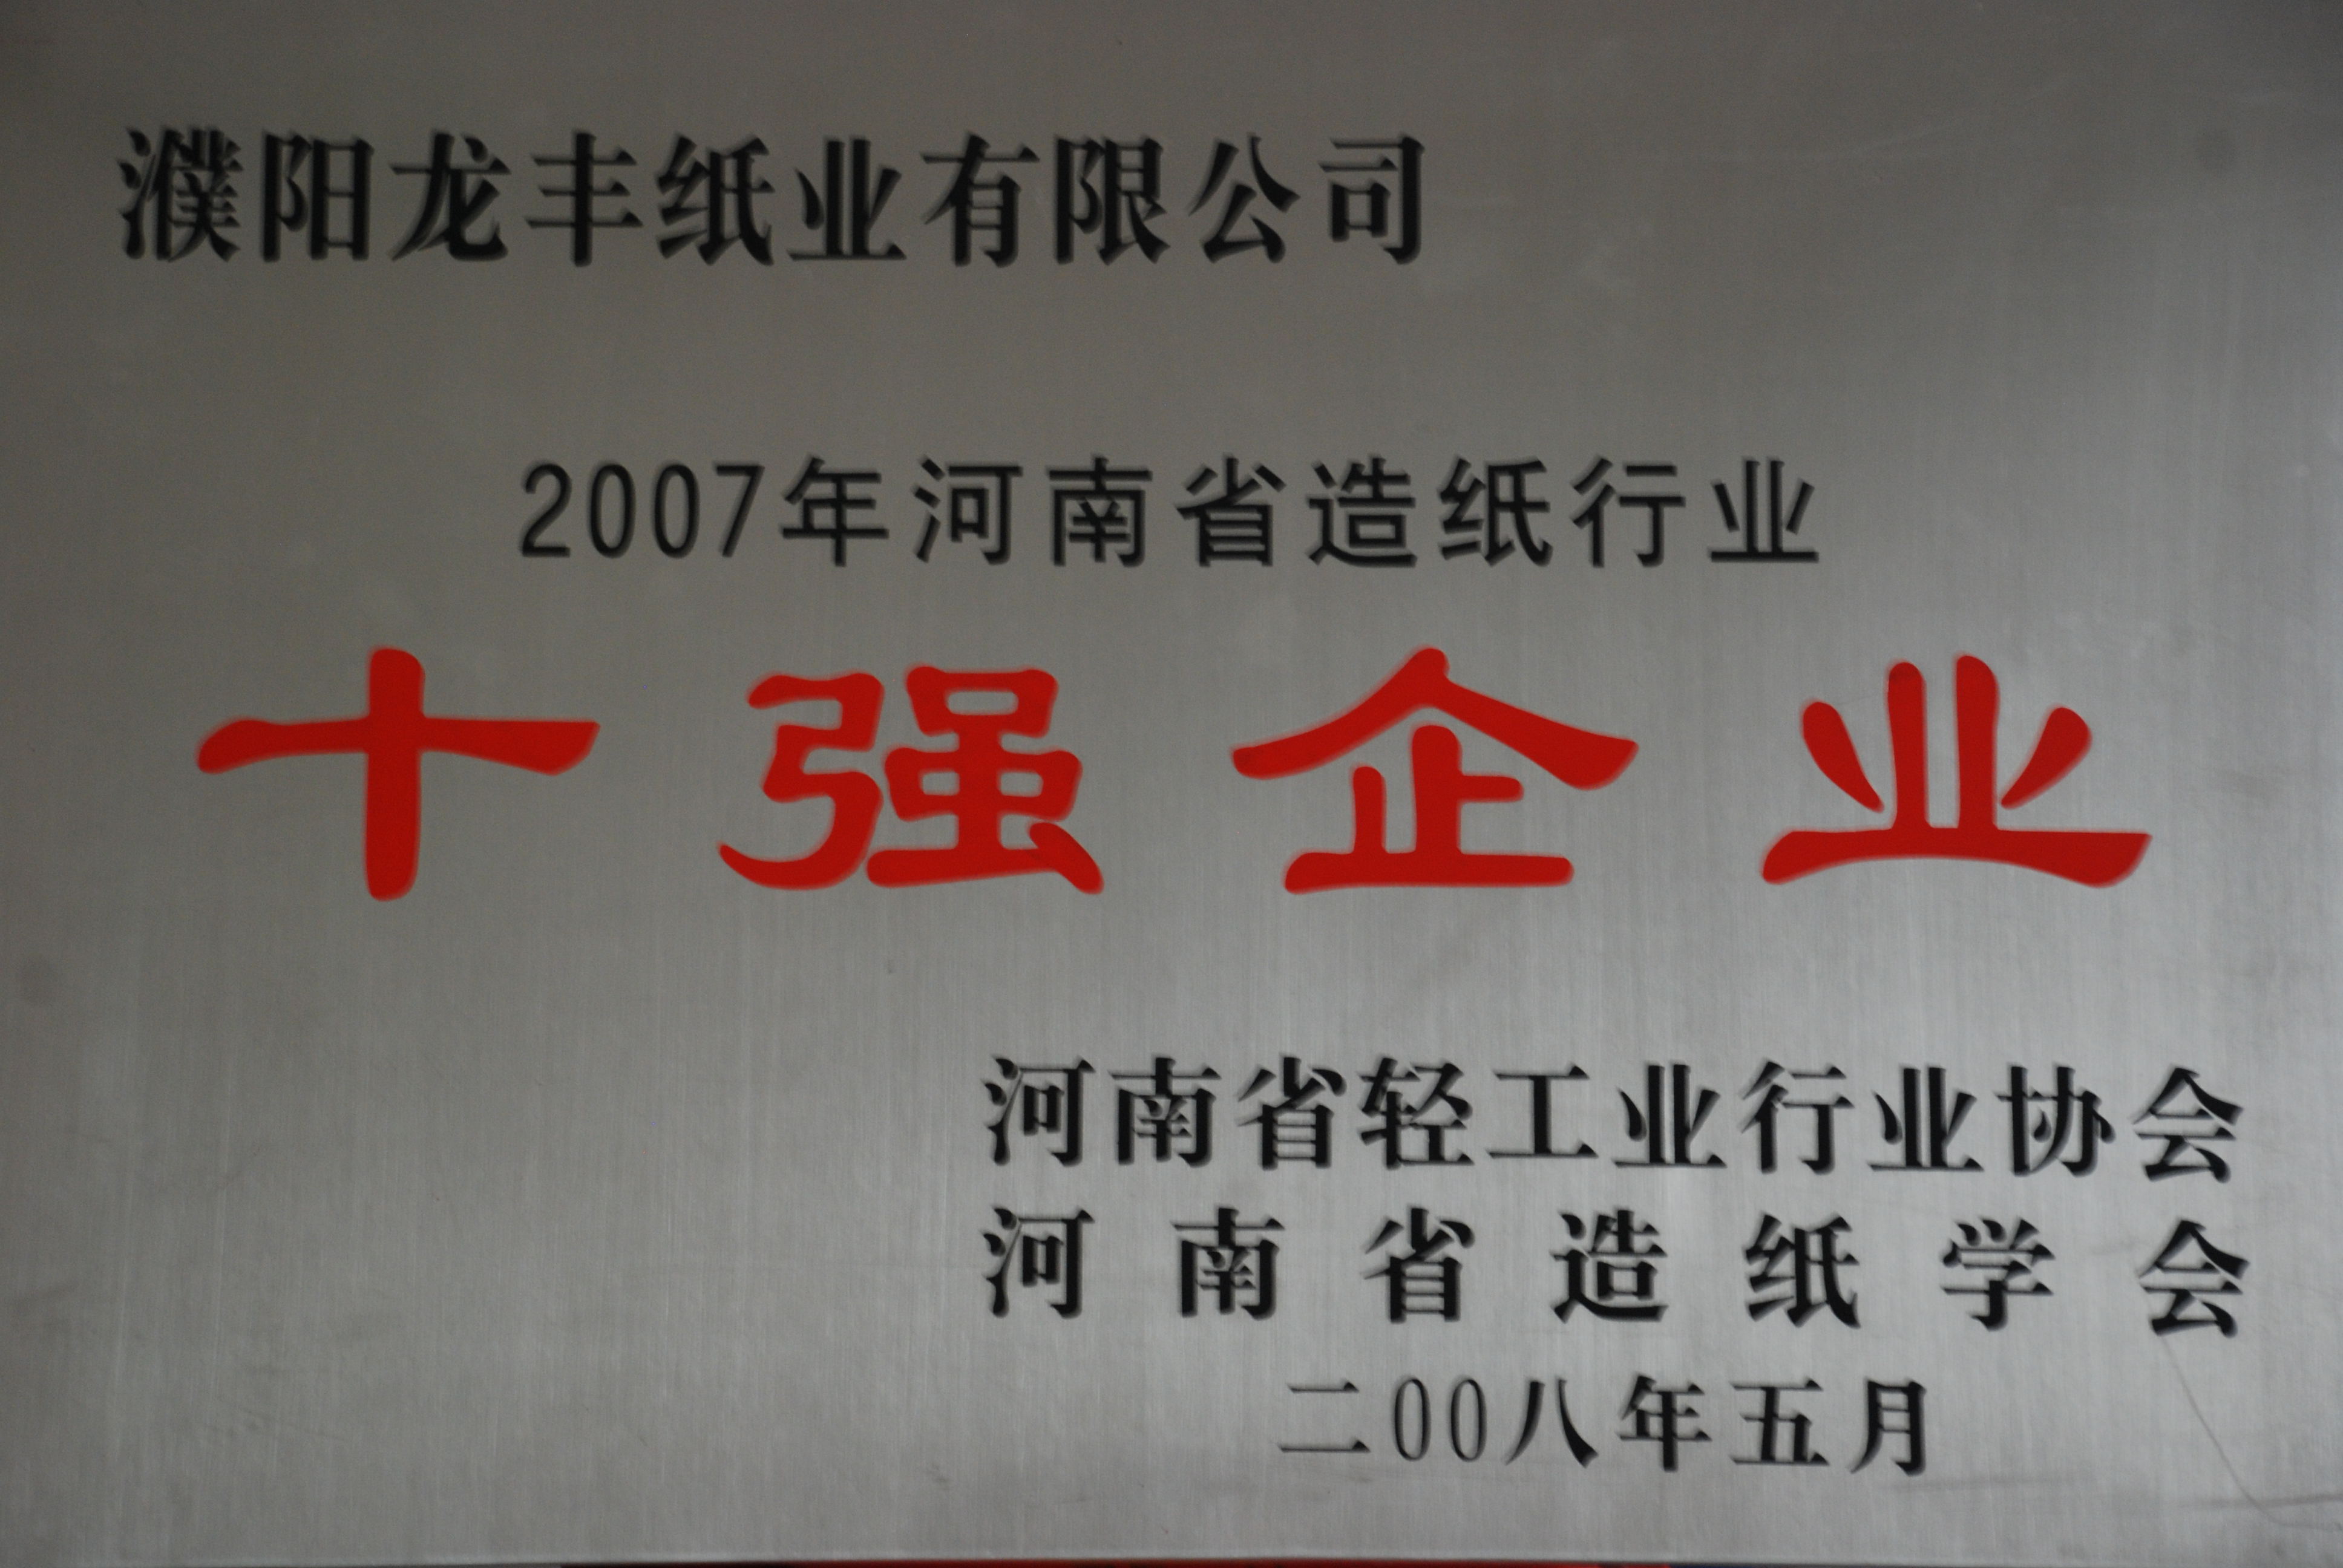 濮阳龙丰纸业有限公司
2007年河南省造纸行业
十强企业
河南省轻工业行业协会
河南省造纸学会
二00八年五月